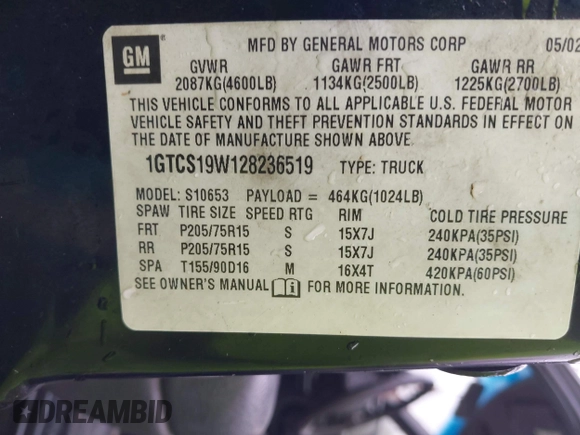 GM ®
MFD BY GENERAL MOTORS CORP 05/02
GVWR GAWR FRT GAWR RR
2087KG(4600LB) 1134KG(2500LB) 1225KG(2700LB)
THIS VEHICLE CONFORMS TO ALL APPLICABLE U.S. FEDERAL MOTOR
VEHICLE SAFETY AND THEFT PREVENTION STANDARDS IN EFFECT ON
THE DATE OF MANUFACTURE SHOWN ABOVE.
1GTCS19W128236519 TYPE: TRUCK
MODEL: S10653 PAYLOAD = 464KG(1024LB)
SPAW TIRE SIZE SPEED RTG RIM COLD TIRE PRESSURE
FRT P205/75R15 S 15X7J 240KPA(35PSI)
RR P205/75R15 S 15X7J 240KPA(35PSI)
SPA T155/90D16 M 16X4T 420KPA(60PSI)
SEE OWNER'S MANUAL FOR MORE INFORMATION.
DREAMBID